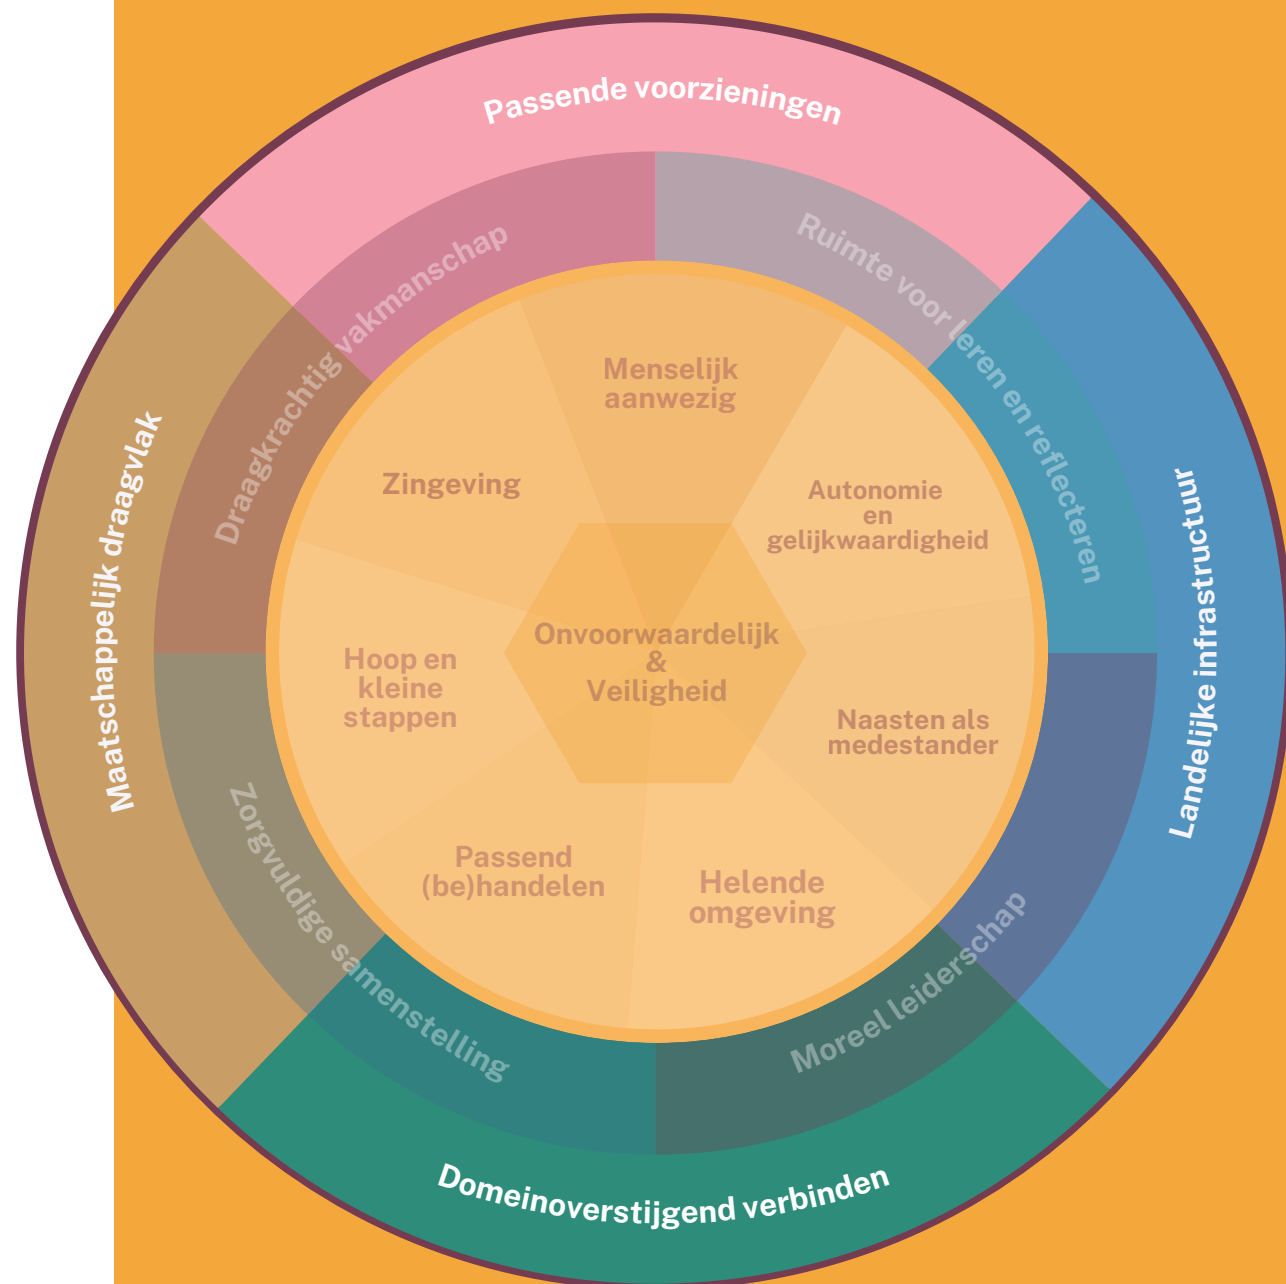 Passende voorzieningen
Draagkrachtig vakmanschap
Ruimte voor leren en reflecteren
Maatschappelijk draagvlak
Landelijke infrastructuur
Menselijk
aanwezig
Zingeving
Autonomie
en
gelijkwaardigheid
Onvoorwaardelijk
&
Veiligheid
Hoop en
kleine
stappen
Naasten als
medestander
Passend
(be)handelen
Helende
omgeving
Zorgvuldige samenstelling
Moreel leiderschap
Domeinoverstijgend verbinden